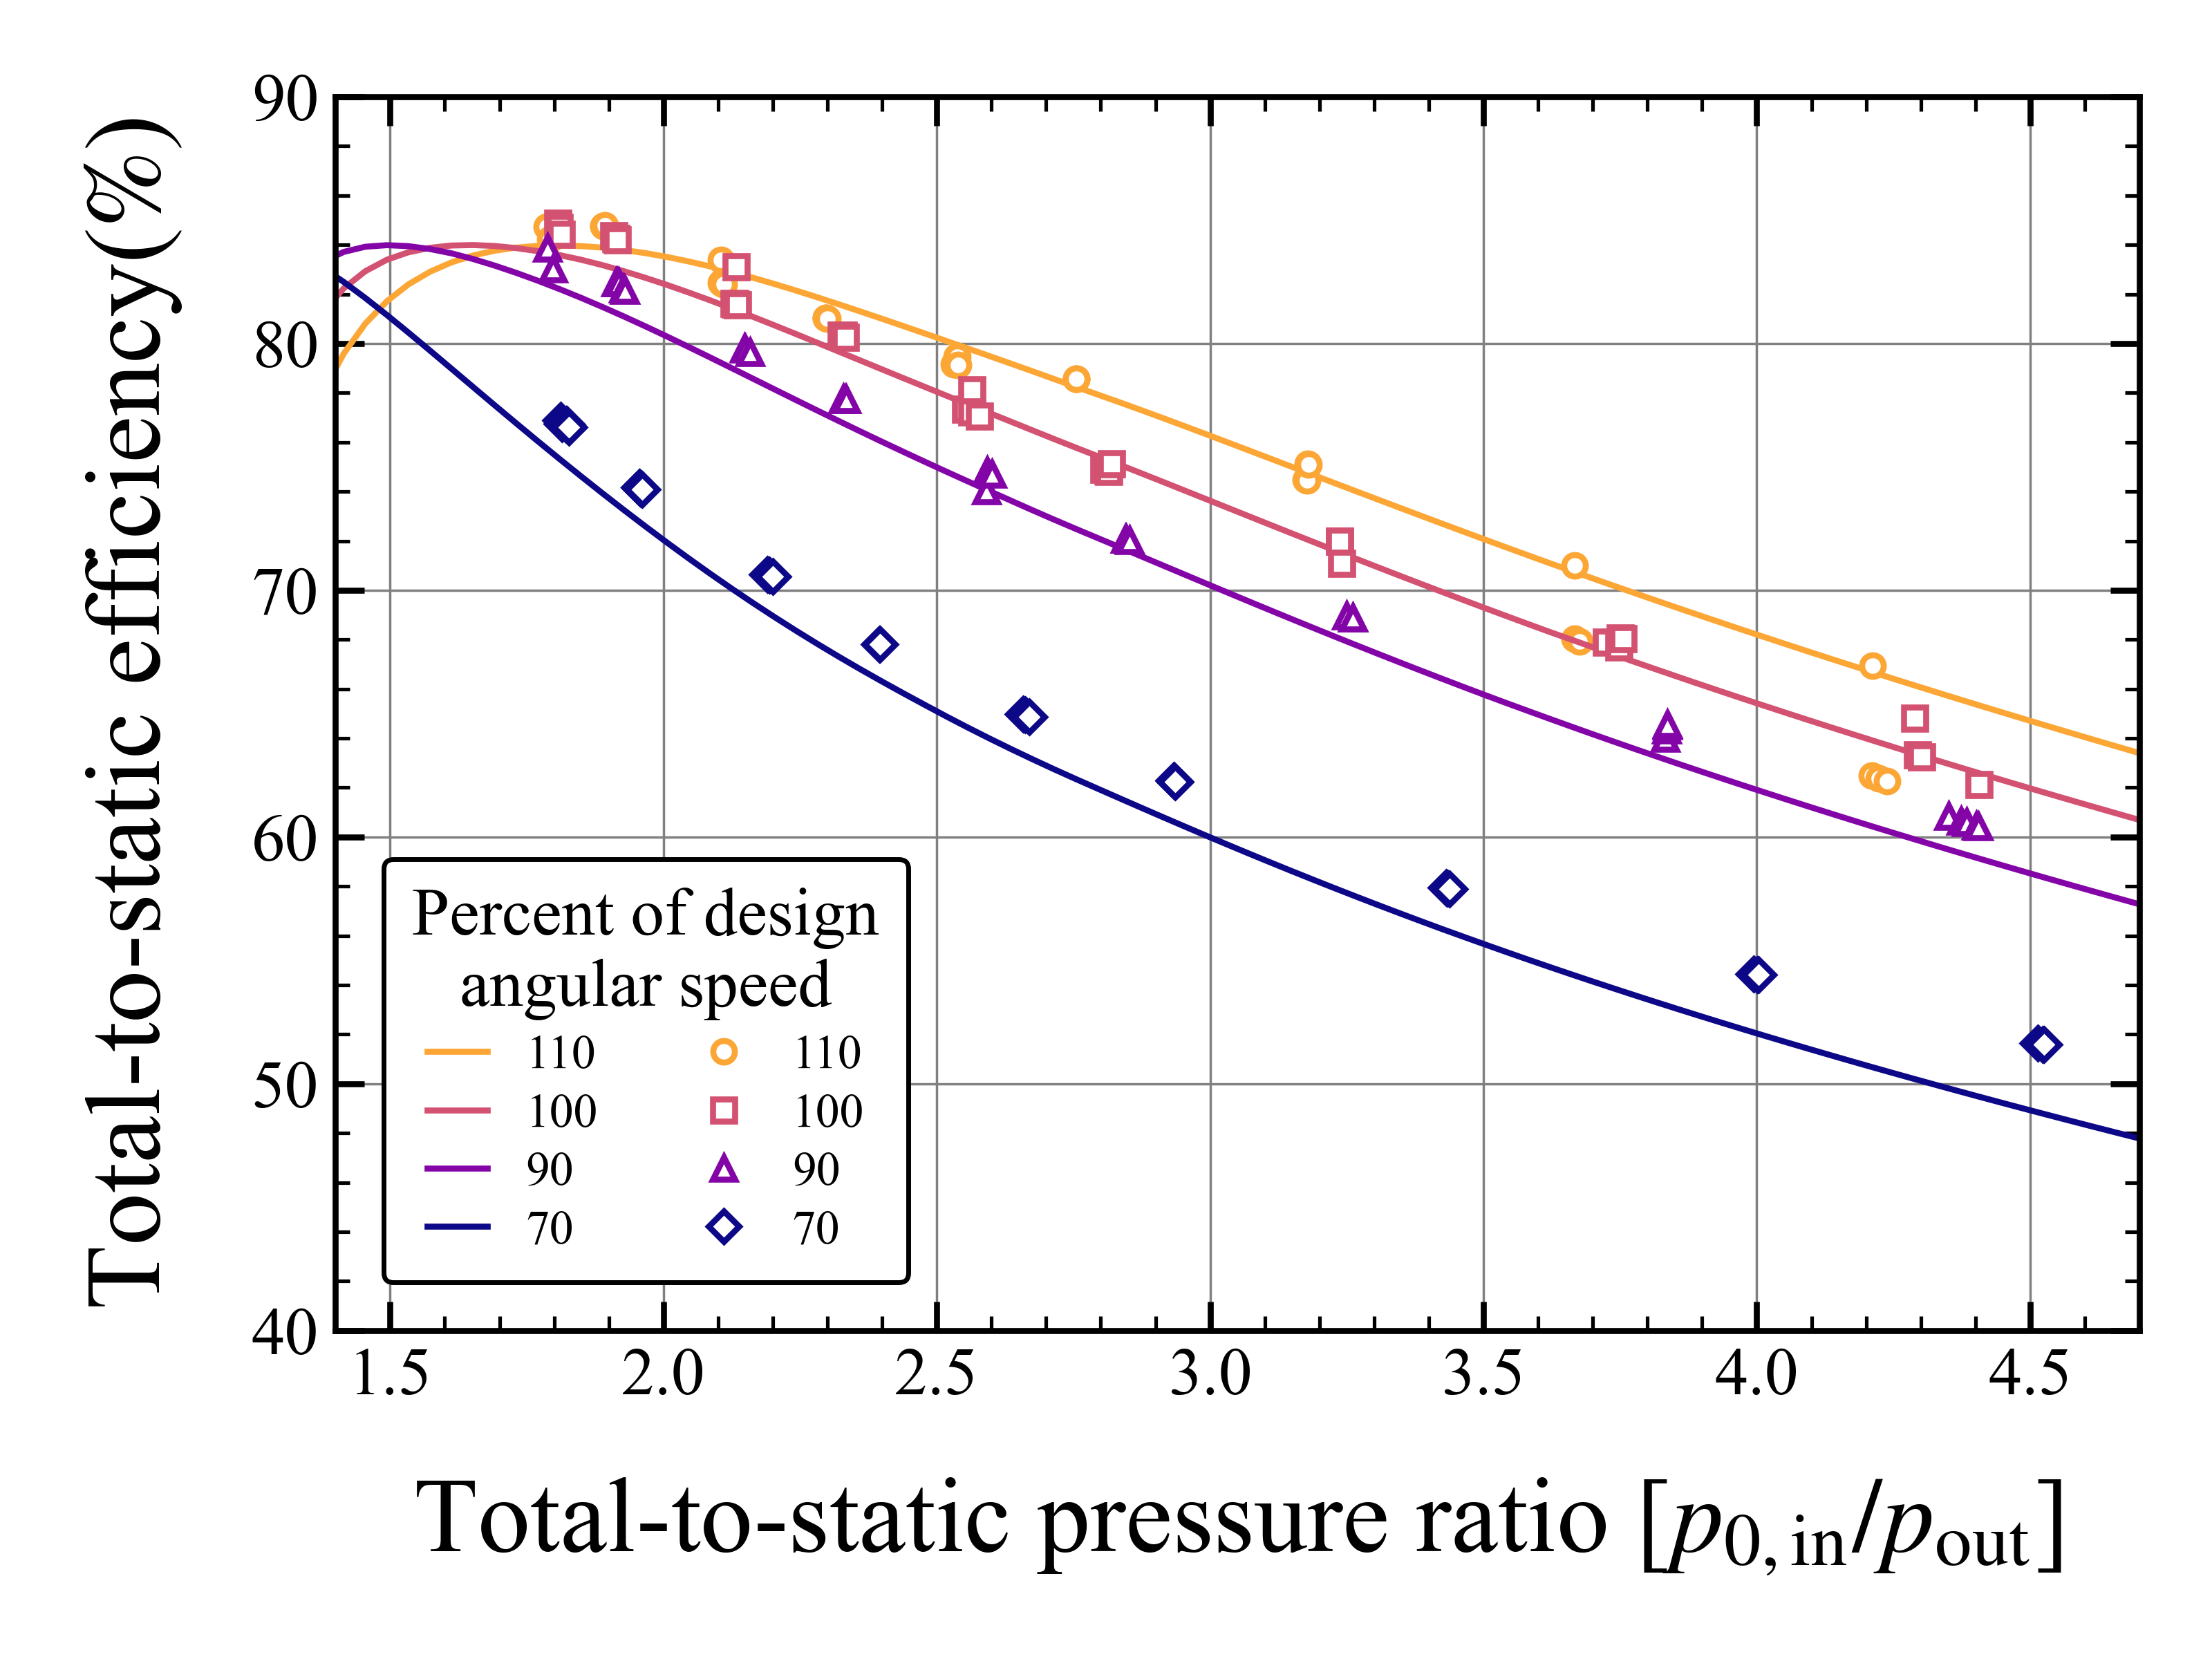 Total-to-static efficiency(%)
90
80
70
60
50
40
Percent of design
angular speed
110 110
100 100
90 90
70 70
1.5 2.0 2.5 3.0 3.5 4.0 4.5
Total-to-static pressure ratio [p0, in/pout]